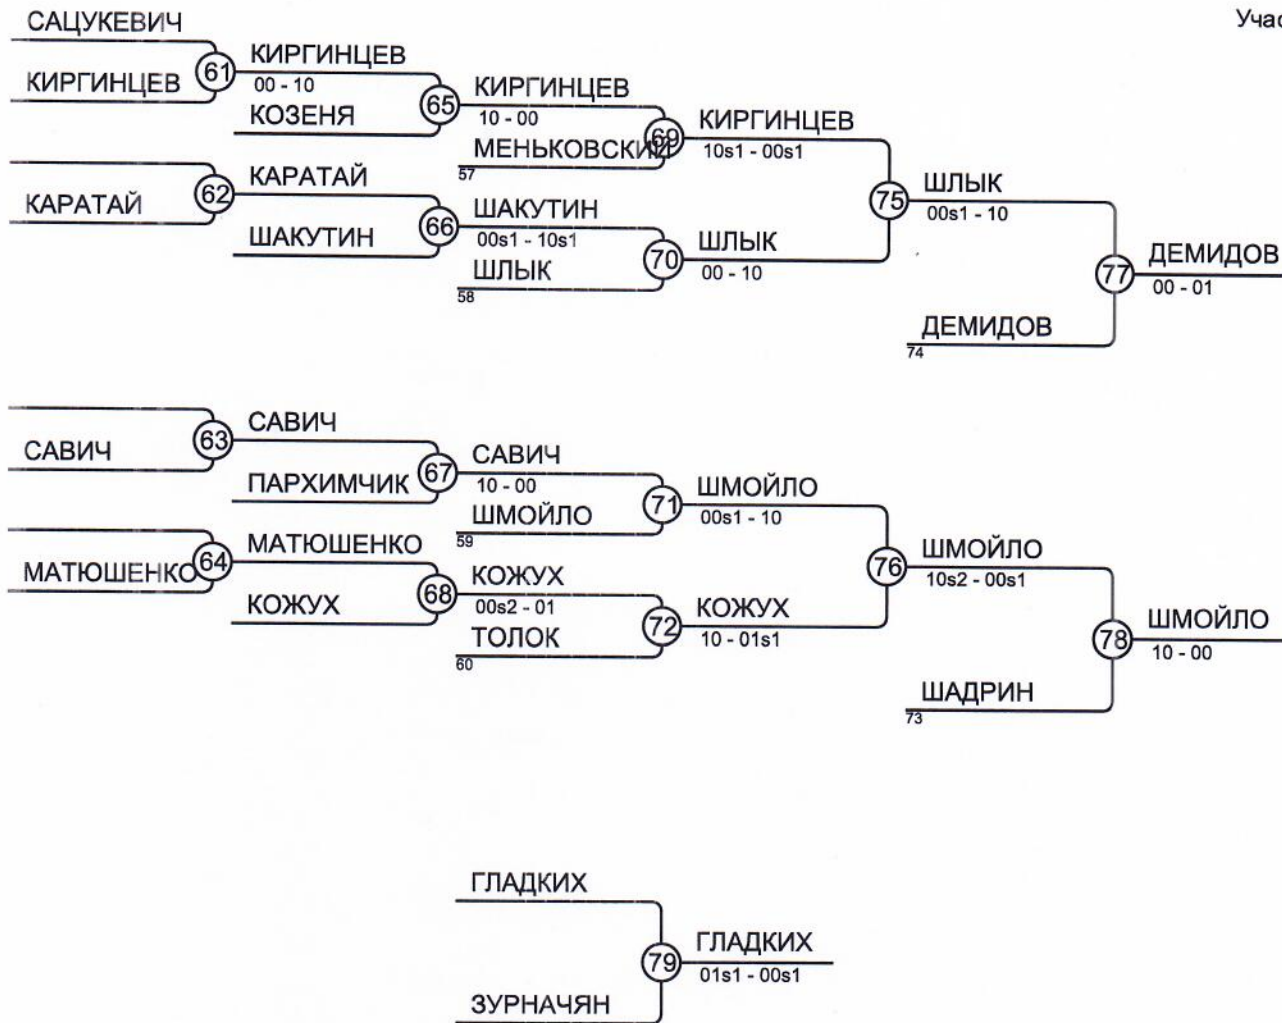 Учас
САЦУКЕВИЧ
61
КИРГИНЦЕВ
КИРГИНЦЕВ
00 - 10
65
КИРГИНЦЕВ
10 - 00
КОЗЕНЯ
69
КИРГИНЦЕВ
10s1 - 00s1
МЕНЬКОВСКИЙ
57
62
КАРАТАЙ
КАРАТАЙ
75
ШЛЫК
00s1 - 10
66
ШАКУТИН
00s1 - 10s1
ШАКУТИН
70
ШЛЫК
00 - 10
ШЛЫК
58
77
ДЕМИДОВ
00 - 01
ДЕМИДОВ
74
63
САВИЧ
САВИЧ
67
САВИЧ
10 - 00
ПАРХИМЧИК
71
ШМОЙЛО
00s1 - 10
ШМОЙЛО
59
64
МАТЮШЕНКО
МАТЮШЕНКО
76
ШМОЙЛО
10s2 - 00s1
68
КОЖУХ
00s2 - 01
КОЖУХ
72
КОЖУХ
10 - 01s1
ТОЛОК
60
78
ШМОЙЛО
10 - 00
ШАДРИН
73
ГЛАДКИХ
79
ГЛАДКИХ
01s1 - 00s1
ЗУРНАЧЯН